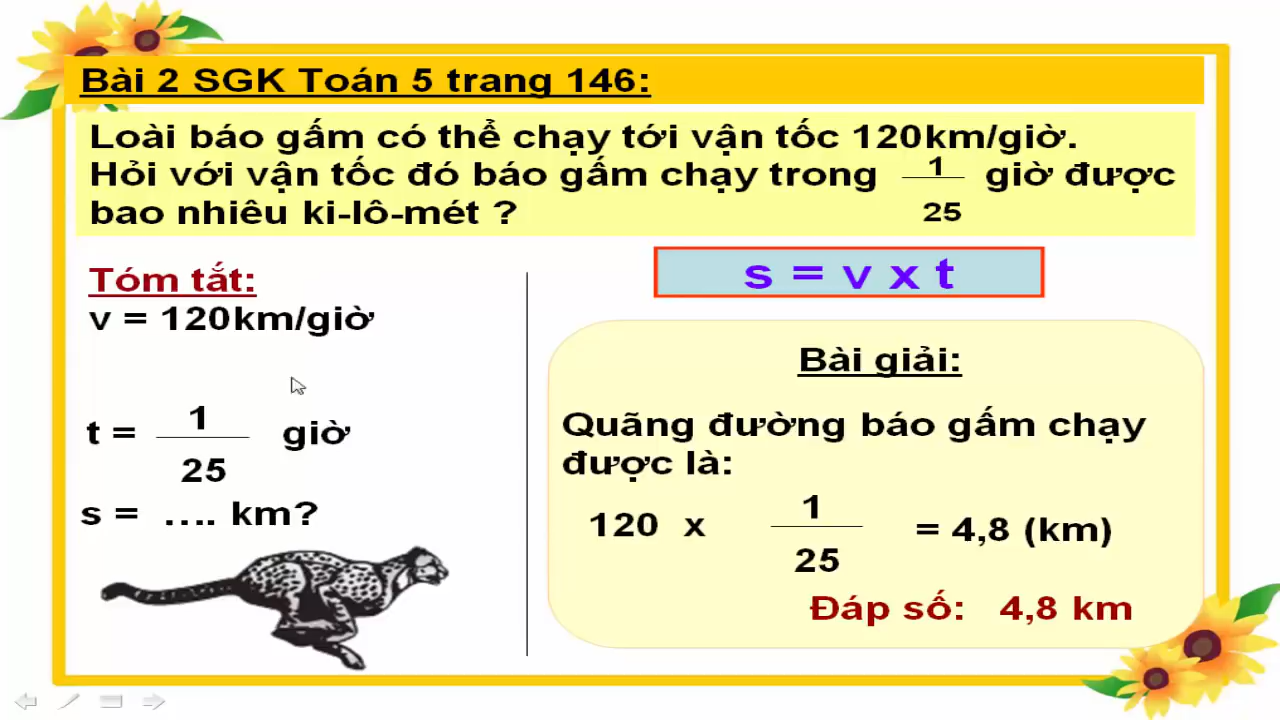 Bài 2 SGK Toán 5 trang 146:
Loài báo gấm có thể chạy tới vận tốc 120km/giờ.
Hỏi với vận tốc đó báo gấm chạy trong 1/25 giờ được
bao nhiêu ki-lô-mét ?
Tóm tắt:
v = 120km/giờ
t = 1/25 giờ
s = …. km?
s = v x t
Bài giải:
Quãng đường báo gấm chạy
được là:
120 x 1/25 = 4,8 (km)
Đáp số: 4,8 km